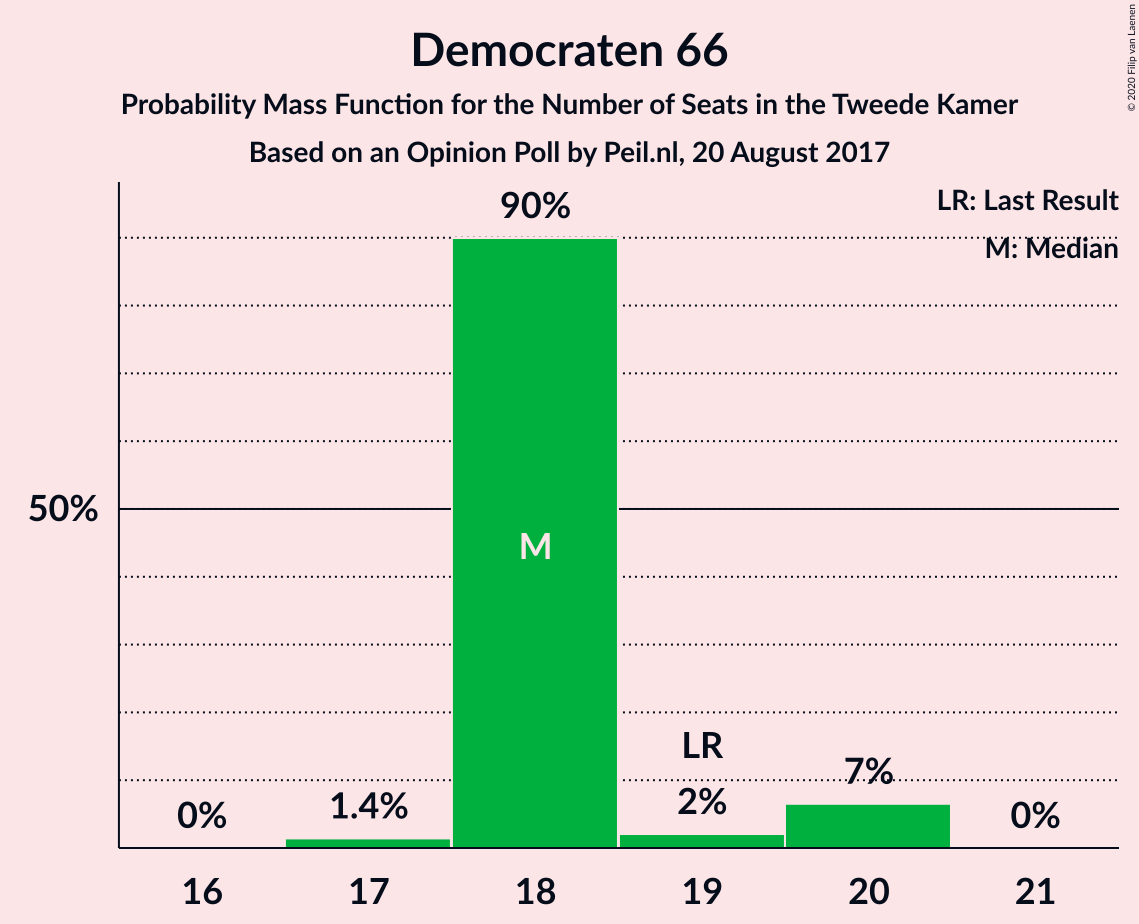 Democraten 66
Probability Mass Function for the Number of Seats in the Tweede Kamer
Based on an Opinion Poll by Peil.nl, 20 August 2017
© 2020 Filip van Laenen
LR: Last Result
M: Median
50%
0%
1.4%
90%
M
LR
2%
7%
0%
16 17 18 19 20 21